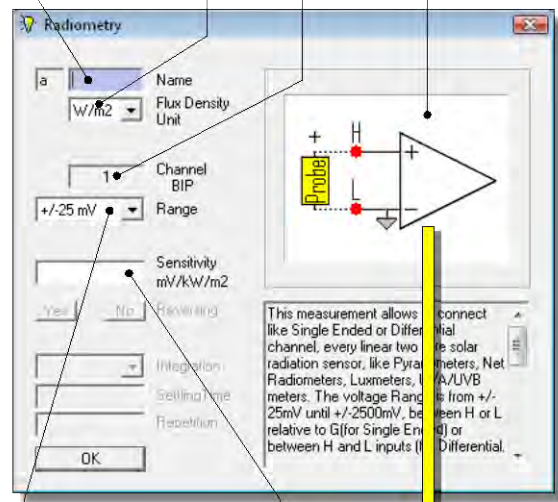 Radiometry
a
Name
W/m2
Flux Density
Unit
1
Channel
BIP
+/-25 mV
Range
Sensitivity
mV/kW/m2
Yes
No
Reversing
Integration
Settling Time
Repetition
OK
+
H
+
Probe
L
-
This measurement allows connect
like Single Ended or Differential
channel, every linear two wire solar
radiation sensor, like Pyranometers, Net
Radiometers, Luxmeters, UVA/UVB
meters. The voltage Range is from +/-
25mV until +/-2500mV, between H or L
relative to G(for Single Ended) or
between H and L inputs (for Differential.